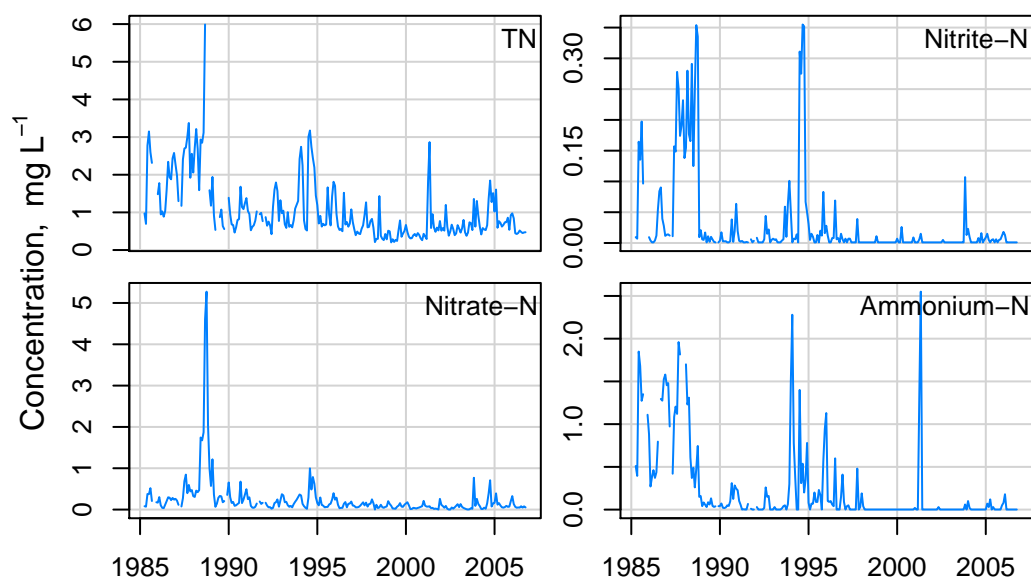 Concentration, mg L⁻¹
TN
0 1 2 3 4 5 6
Nitrite−N
0.00 0.15 0.30
Nitrate−N
0 1 2 3 4 5
Ammonium−N
0.0 1.0 2.0
1985 1990 1995 2000 2005
1985 1990 1995 2000 2005